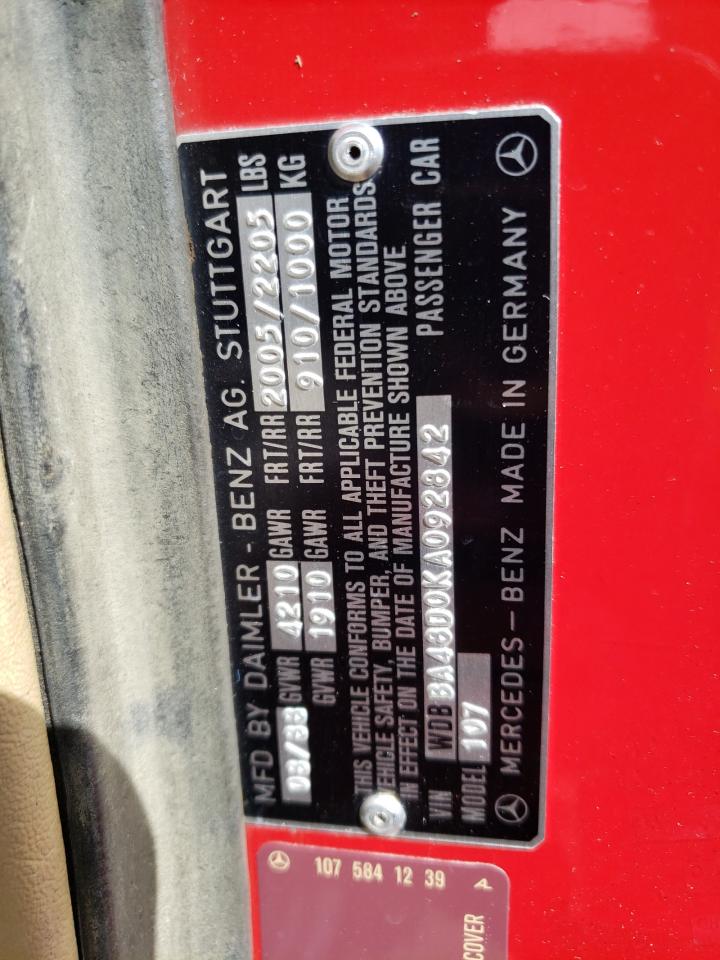 MFD BY DAIMLER - BENZ AG. STUTTGART
08/88 GVWR 4210 GAWR FRT/RR 2005/2205 LBS
GVWR 1910 GAWR FRT/RR 910/1000 KG
THIS VEHICLE CONFORMS TO ALL APPLICABLE FEDERAL MOTOR
VEHICLE SAFETY, BUMPER, AND THEFT PREVENTION STANDARDS
IN EFFECT ON THE DATE OF MANUFACTURE SHOWN ABOVE.
VIN WDB BA48D0KA092842 PASSENGER CAR
MODEL 107
MERCEDES - BENZ MADE IN GERMANY
107 584 12 39 A
COVER